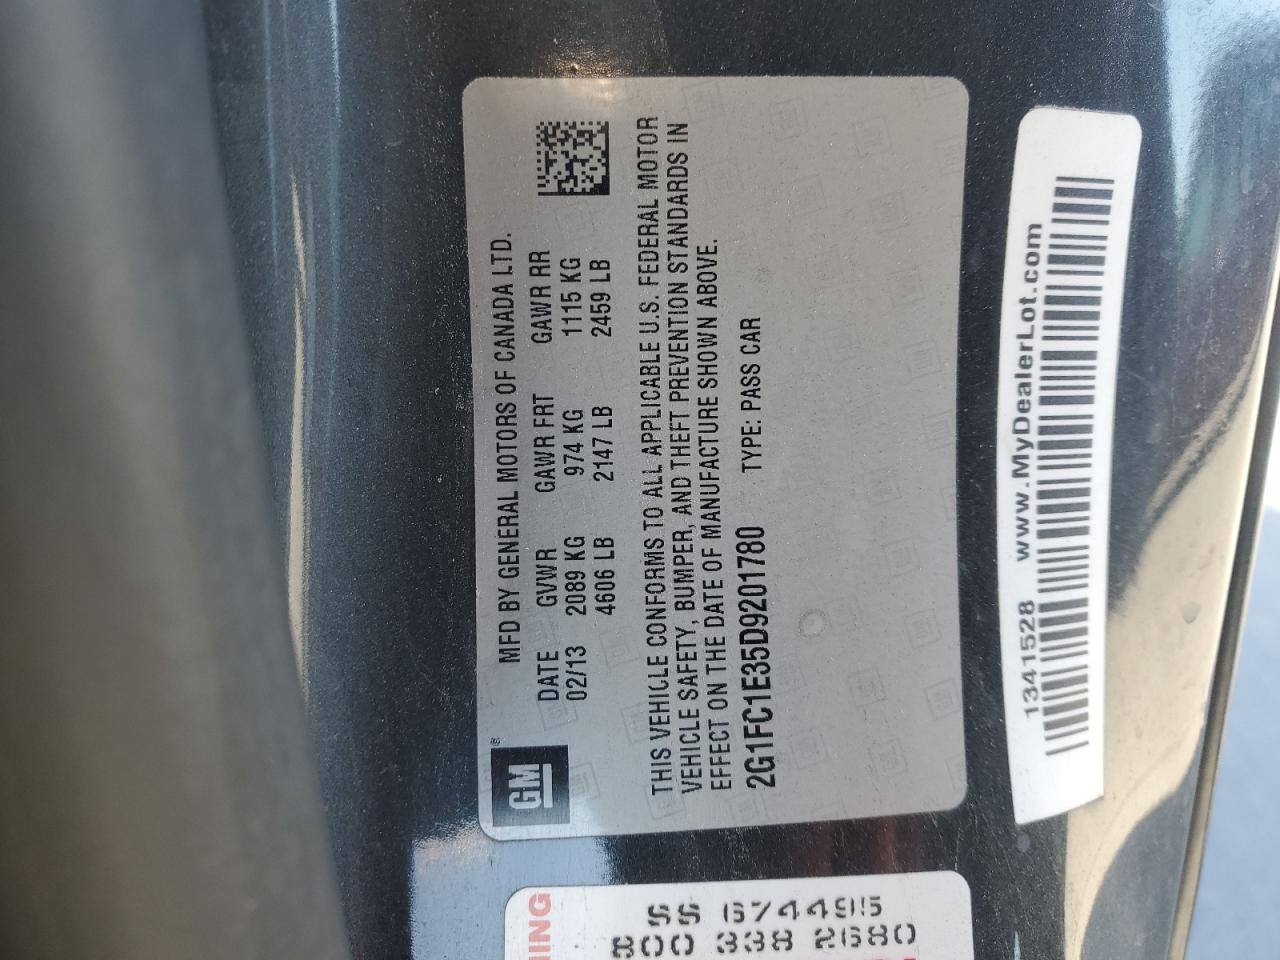 MFD BY GENERAL MOTORS OF CANADA LTD.
DATE GVWR GAWR FRT GAWR RR
02/13 2089 KG 974 KG 1115 KG
4606 LB 2147 LB 2459 LB
GM
THIS VEHICLE CONFORMS TO ALL APPLICABLE U.S. FEDERAL MOTOR
VEHICLE SAFETY, BUMPER, AND THEFT PREVENTION STANDARDS IN
EFFECT ON THE DATE OF MANUFACTURE SHOWN ABOVE.
2G1FC1E35D9201780 TYPE: PASS CAR
1341528 www.MyDealerLot.com
NING
SS 674495
800 338 2680